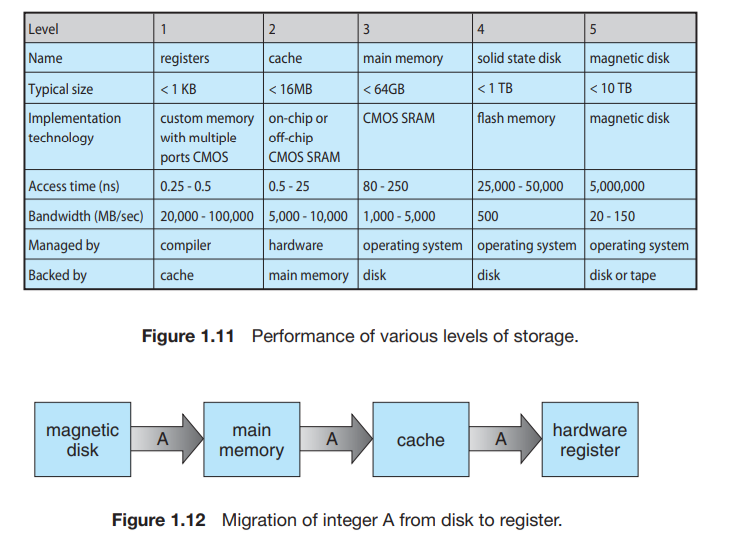 Level 1 2 3 4 5
Name registers cache main memory solid state disk magnetic disk
Typical size < 1 KB < 16MB < 64GB < 1 TB < 10 TB
Implementation custom memory on-chip or CMOS SRAM flash memory magnetic disk
technology with multiple off-chip
ports CMOS CMOS SRAM
Access time (ns) 0.25 - 0.5 0.5 - 25 80 - 250 25,000 - 50,000 5,000,000
Bandwidth (MB/sec) 20,000 - 100,000 5,000 - 10,000 1,000 - 5,000 500 20 - 150
Managed by compiler hardware operating system operating system operating system
Backed by cache main memory disk disk disk or tape
Figure 1.11 Performance of various levels of storage.
magnetic A main A cache A hardware
disk memory register
Figure 1.12 Migration of integer A from disk to register.